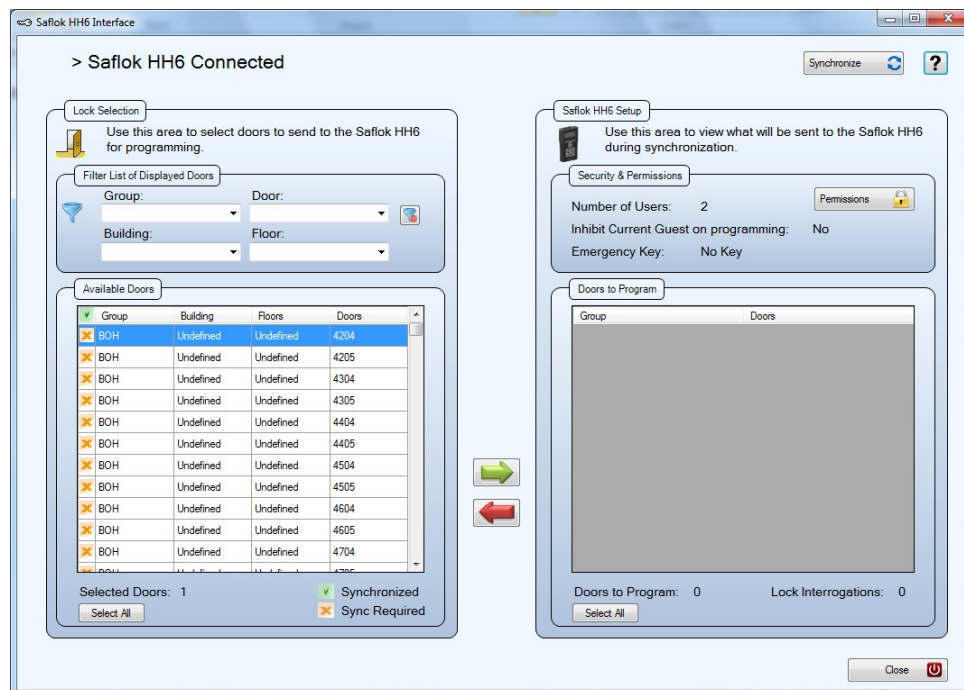 Saflok HH6 Interface
> Saflok HH6 Connected
Synchronize
?
Lock Selection
Use this area to select doors to send to the Saflok HH6
for programming.
Filter List of Displayed Doors
Group: Door:
Building: Floor:
Available Doors
Group Building Floors Doors
BOH Undefined Undefined 4204
BOH Undefined Undefined 4205
BOH Undefined Undefined 4304
BOH Undefined Undefined 4305
BOH Undefined Undefined 4404
BOH Undefined Undefined 4405
BOH Undefined Undefined 4504
BOH Undefined Undefined 4505
BOH Undefined Undefined 4604
BOH Undefined Undefined 4605
BOH Undefined Undefined 4704
Selected Doors: 1
Synchronized
Select All
Sync Required
Saflok HH6 Setup
Use this area to view what will be sent to the Saflok HH6
during synchronization.
Security & Permissions
Number of Users: 2
Permissions
Inhibit Current Guest on programming: No
Emergency Key: No Key
Doors to Program
Group Doors
Doors to Program: 0 Lock Interrogations: 0
Select All
Close